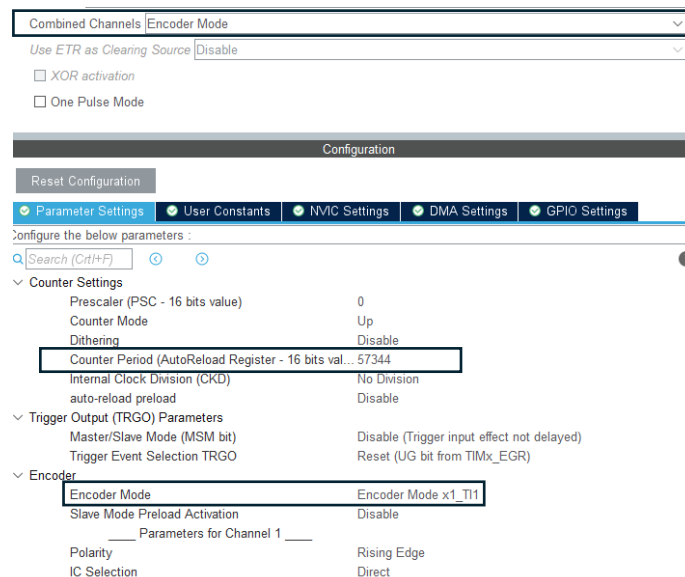 Combined Channels Encoder Mode
Use ETR as Clearing Source Disable
XOR activation
One Pulse Mode
Configuration
Reset Configuration
Parameter Settings User Constants NVIC Settings DMA Settings GPIO Settings
Configure the below parameters :
Search (Crtl+F)
Counter Settings
Prescaler (PSC - 16 bits value) 0
Counter Mode Up
Dithering Disable
Counter Period (AutoReload Register - 16 bits val... 57344
Internal Clock Division (CKD) No Division
auto-reload preload Disable
Trigger Output (TRGO) Parameters
Master/Slave Mode (MSM bit) Disable (Trigger input effect not delayed)
Trigger Event Selection TRGO Reset (UG bit from TIMx_EGR)
Encoder
Encoder Mode Encoder Mode x1_TI1
Slave Mode Preload Activation Disable
____ Parameters for Channel 1 ____
Polarity Rising Edge
IC Selection Direct